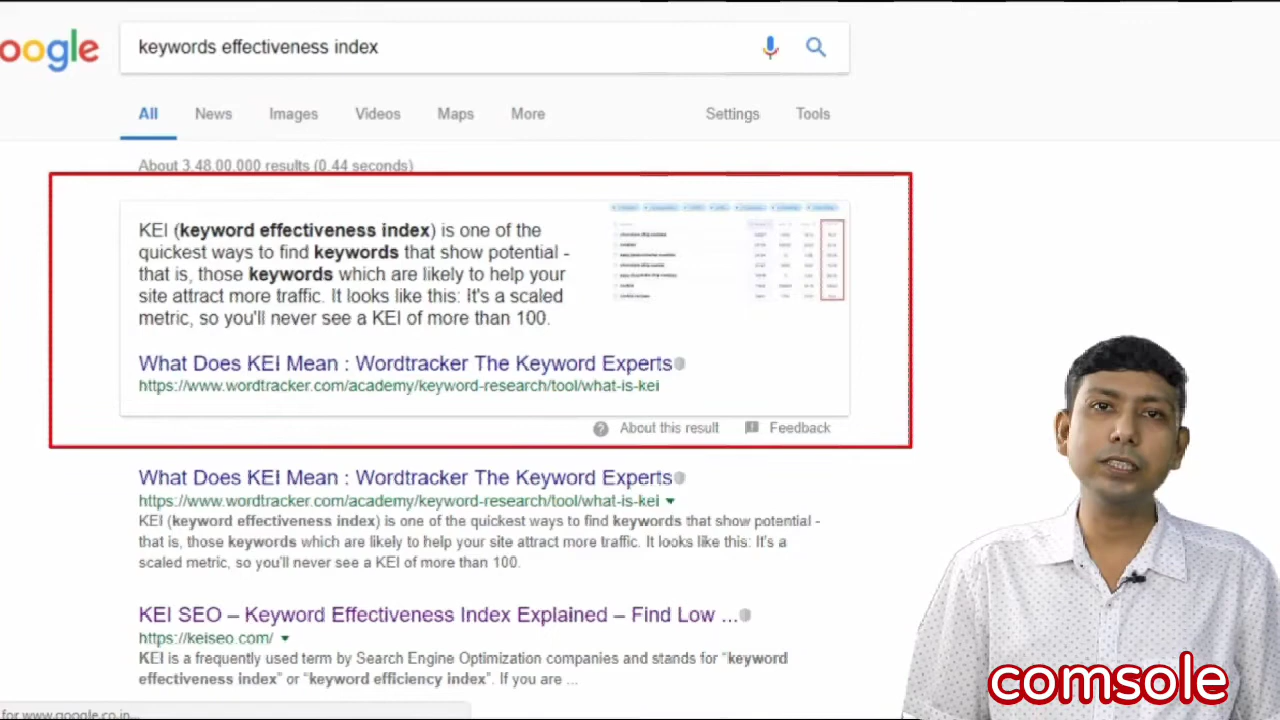 oogle
keywords effectiveness index
All News Images Videos Maps More Settings Tools
About 3,48,00,000 results (0.44 seconds)
KEI (keyword effectiveness index) is one of the
quickest ways to find keywords that show potential -
that is, those keywords which are likely to help your
site attract more traffic. It looks like this: It's a scaled
metric, so you'll never see a KEI of more than 100.
What Does KEI Mean : Wordtracker The Keyword Experts
https://www.wordtracker.com/academy/keyword-research/tool/what-is-kei
About this result Feedback
What Does KEI Mean : Wordtracker The Keyword Experts
https://www.wordtracker.com/academy/keyword-research/tool/what-is-kei
KEI (keyword effectiveness index) is one of the quickest ways to find keywords that show potential -
that is, those keywords which are likely to help your site attract more traffic. It looks like this: It's a
scaled metric, so you'll never see a KEI of more than 100.
KEI SEO – Keyword Effectiveness Index Explained – Find Low ...
https://keiseo.com/
KEI is a frequently used term by Search Engine Optimization companies and stands for “keyword
effectiveness index” or “keyword efficiency index”. If you are ...
for www.google.co.in...
comsole